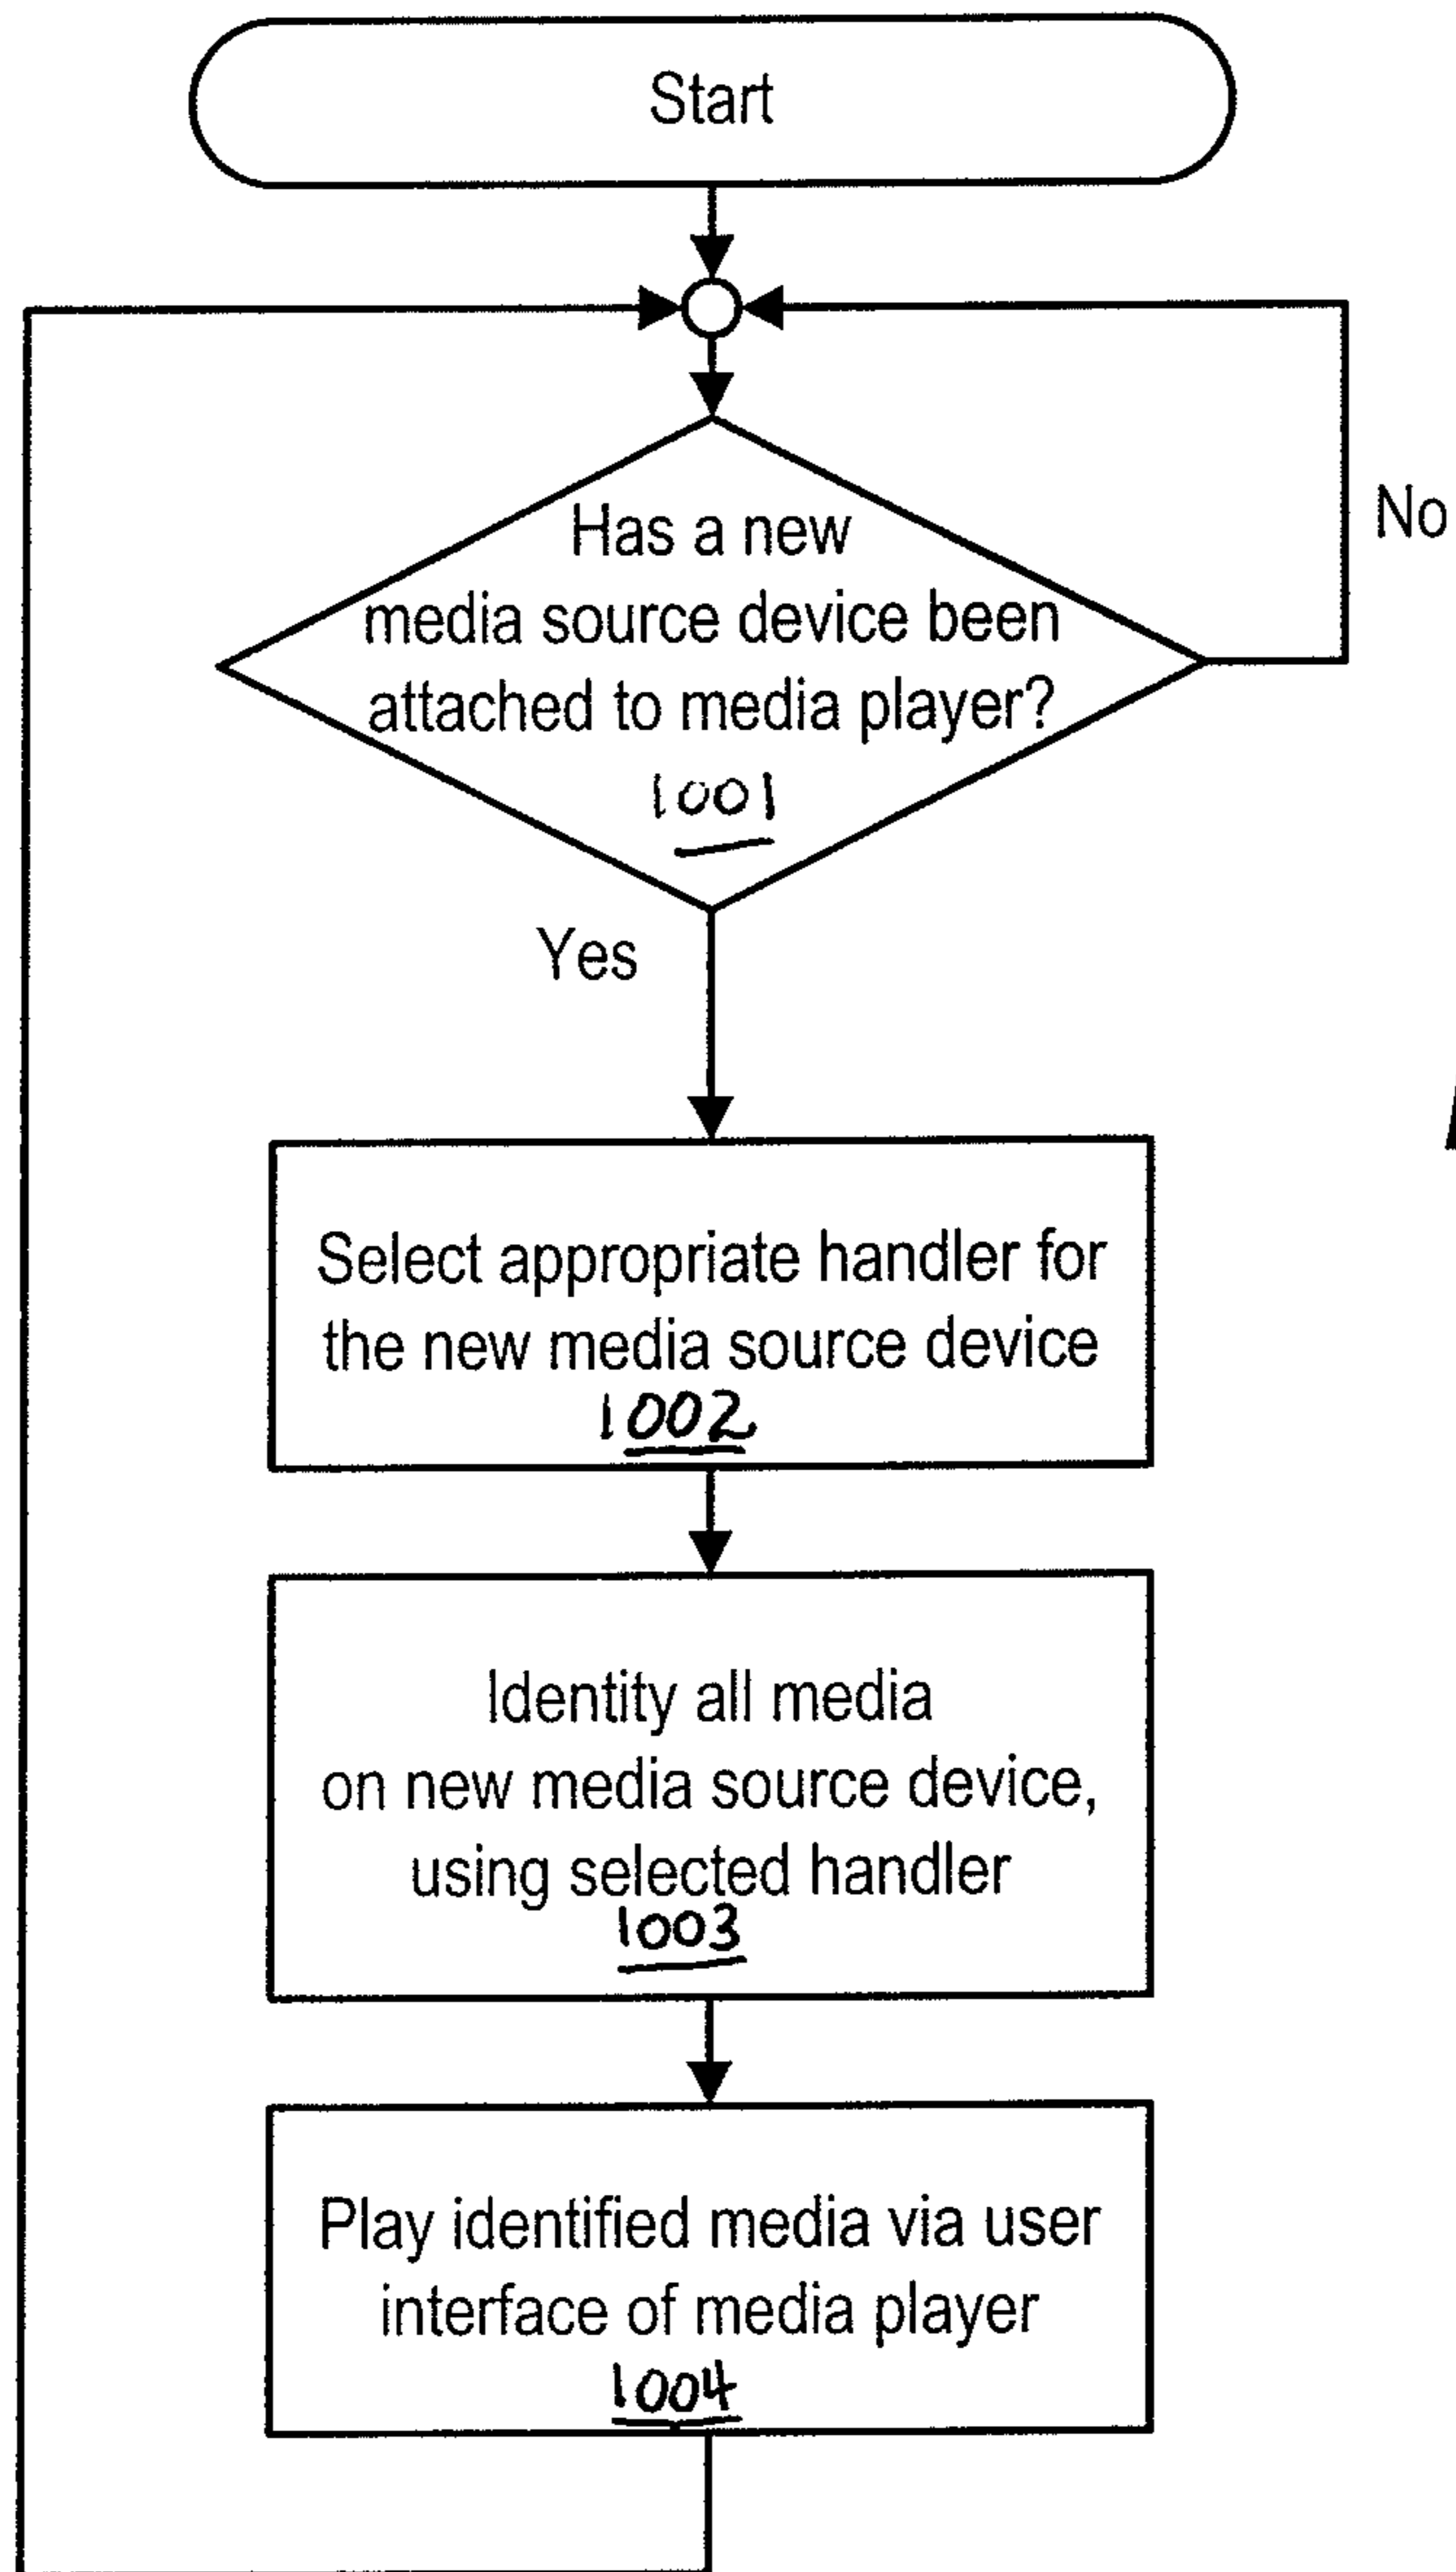 Start
Has a new
media source device been
attached to media player?
1001
No
Yes
Select appropriate handler for
the new media source device
1002
Identity all media
on new media source device,
using selected handler
1003
Play identified media via user
interface of media player
1004